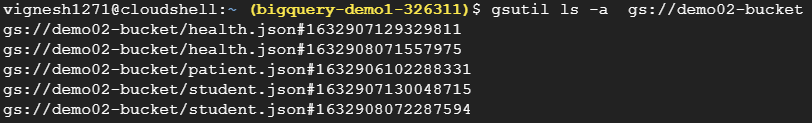 vignesh1271@cloudshell:~ (bigquery-demo1-326311)$ gsutil ls -a  gs://demo02-bucket
gs://demo02-bucket/health.json#1632907129329811
gs://demo02-bucket/health.json#1632908071557975
gs://demo02-bucket/patient.json#1632906102288331
gs://demo02-bucket/student.json#1632907130048715
gs://demo02-bucket/student.json#1632908072287594